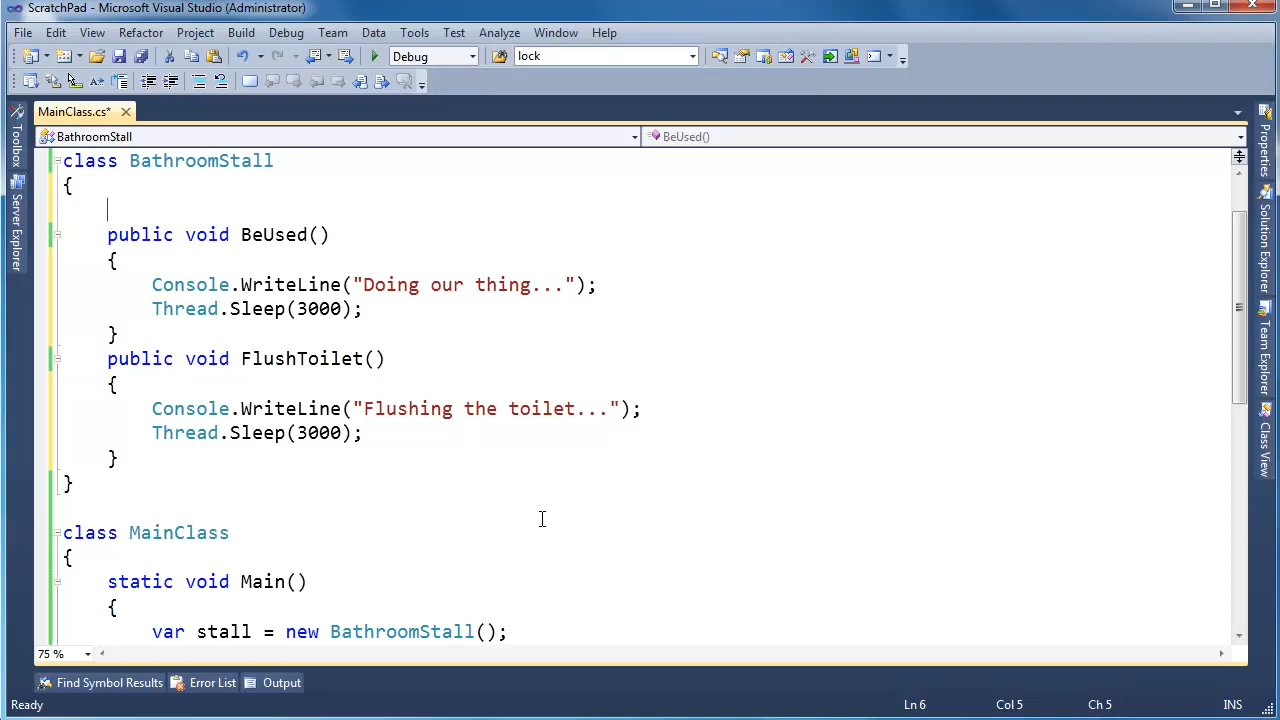 ScratchPad - Microsoft Visual Studio (Administrator)
File Edit View Refactor Project Build Debug Team Data Tools Test Analyze Window Help
Debug lock
MainClass.cs*
BathroomStall BeUsed()
Toolbox
Server Explorer
class BathroomStall
{
public void BeUsed()
{
Console.WriteLine("Doing our thing...");
Thread.Sleep(3000);
}
public void FlushToilet()
{
Console.WriteLine("Flushing the toilet...");
Thread.Sleep(3000);
}
}
class MainClass
{
static void Main()
{
var stall = new BathroomStall();
Properties
Solution Explorer
Team Explorer
Class View
75 %
Find Symbol Results Error List Output
Ready Ln 6 Col 5 Ch 5 INS